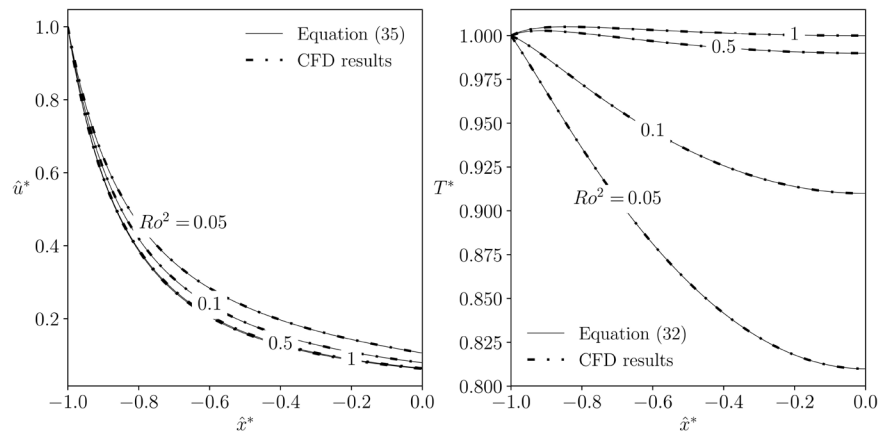 1.0
0.8
0.6
0.4
0.2
û*
Equation (35)
CFD results
Ro² = 0.05
0.1
0.5
1
−1.0 −0.8 −0.6 −0.4 −0.2 0.0
x̂*
1.000
0.975
0.950
0.925
0.900
0.875
0.850
0.825
0.800
T*
1
0.5
0.1
Ro² = 0.05
Equation (32)
CFD results
−1.0 −0.8 −0.6 −0.4 −0.2 0.0
x̂*